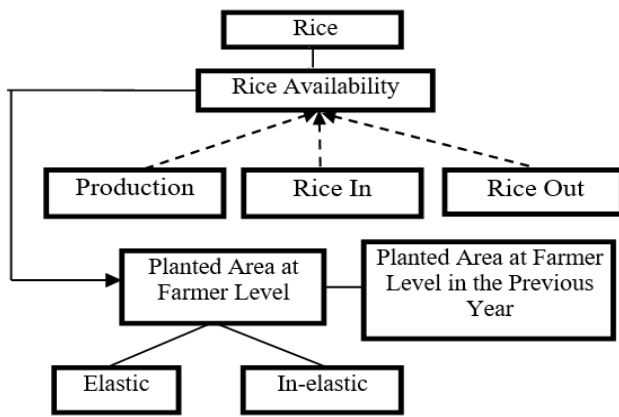 Rice
Rice Availability
Production
Rice In
Rice Out
Planted Area at
Farmer Level
Planted Area at Farmer
Level in the Previous
Year
Elastic
In-elastic